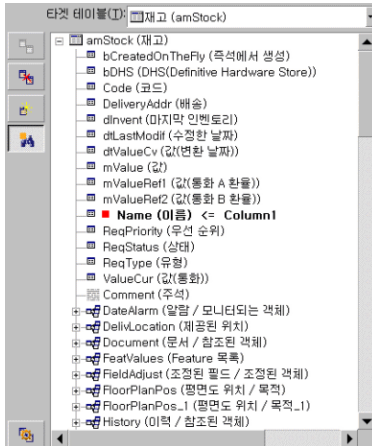 타겟 테이블(T): 재고 (amStock)
amStock (재고)
bCreatedOnTheFly (즉석에서 생성)
bDHS (DHS(Definitive Hardware Store))
Code (코드)
DeliveryAddr (배송)
dInvent (마지막 인벤토리)
dtLastModif (수정한 날짜)
dtValueCv (변환 날짜))
mValue (값)
mValueRef1 (값(통화 A 환율))
mValueRef2 (값(통화 B 환율))
Name (이름) <= Column1
ReqPriority (우선 순위)
ReqStatus (상태)
ReqType (유형)
ValueCur (값(통화))
Comment (주석)
DateAlarm (알람 / 모니터되는 객체)
DelivLocation (제공된 위치)
Document (문서 / 참조된 객체)
FeatValues (Feature 목록)
FieldAdjust (조정된 필드 / 조정된 객체)
FloorPlanPos (평면도 위치 / 목적)
FloorPlanPos_1 (평면도 위치 / 목적_1)
History (이력 / 참조된 객체)